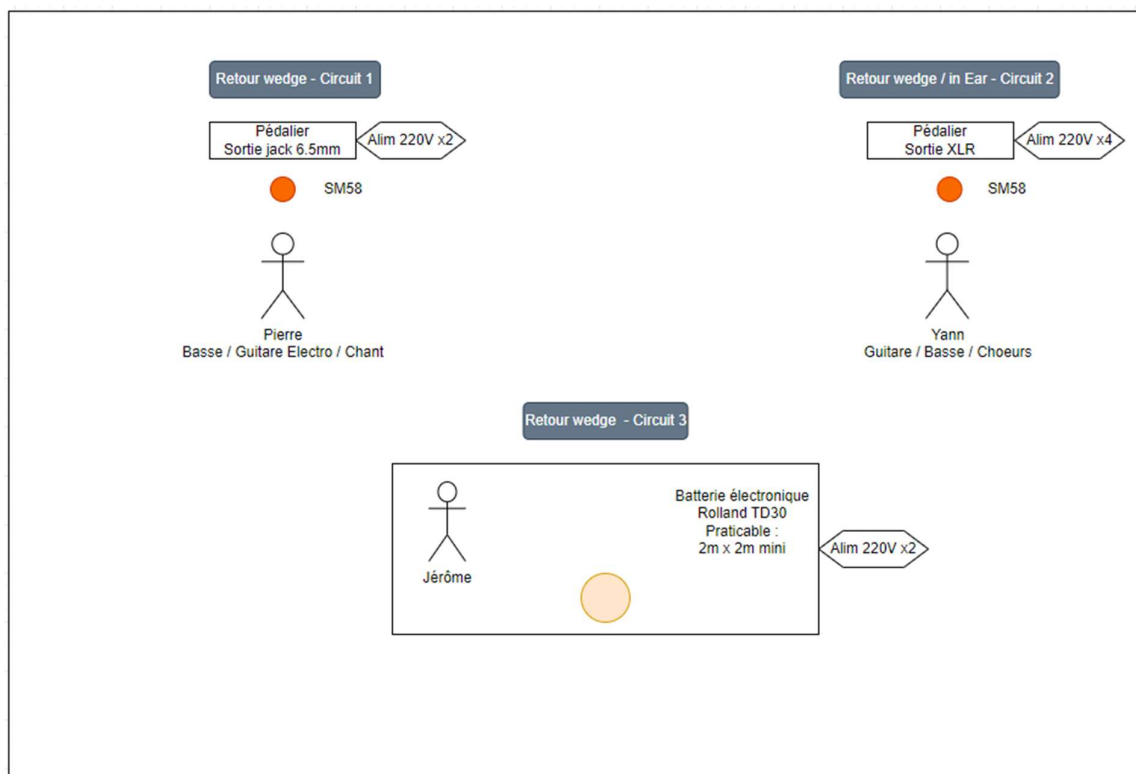 Retour wedge - Circuit 1
Retour wedge / in Ear - Circuit 2
Pédalier
Sortie jack 6.5mm
Alim 220V x2
Pédalier
Sortie XLR
Alim 220V x4
SM58
SM58
Pierre
Basse / Guitare Electro / Chant
Yann
Guitare / Basse / Choeurs
Retour wedge - Circuit 3
Batterie électronique
Rolland TD30
Praticable :
2m x 2m mini
Alim 220V x2
Jérôme